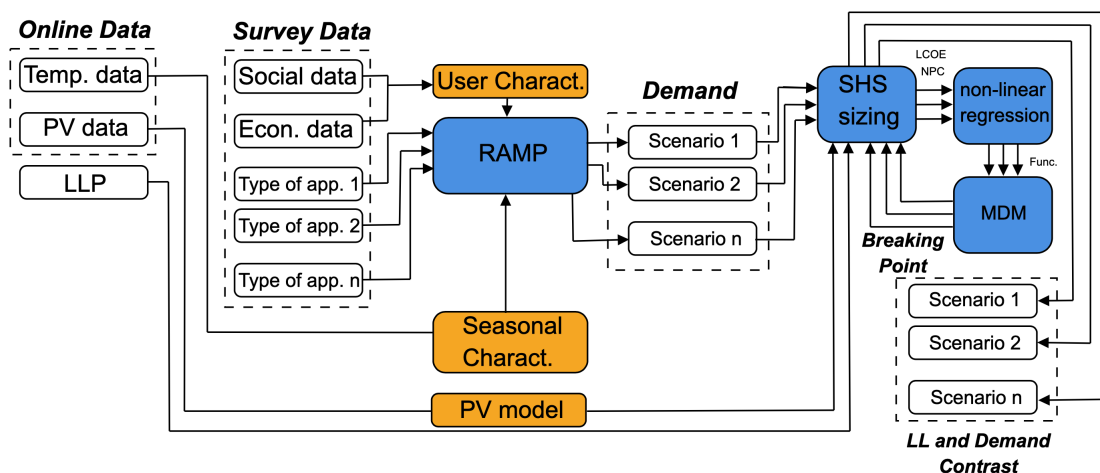 Online Data
Temp. data
PV data
LLP
Survey Data
Social data
Econ. data
Type of app. 1
Type of app. 2
Type of app. n
User Charact.
RAMP
Seasonal
Charact.
PV model
Demand
Scenario 1
Scenario 2
Scenario n
SHS
sizing
LCOE
NPC
non-linear
regression
Func.
MDM
Breaking
Point
Scenario 1
Scenario 2
Scenario n
LL and Demand
Contrast